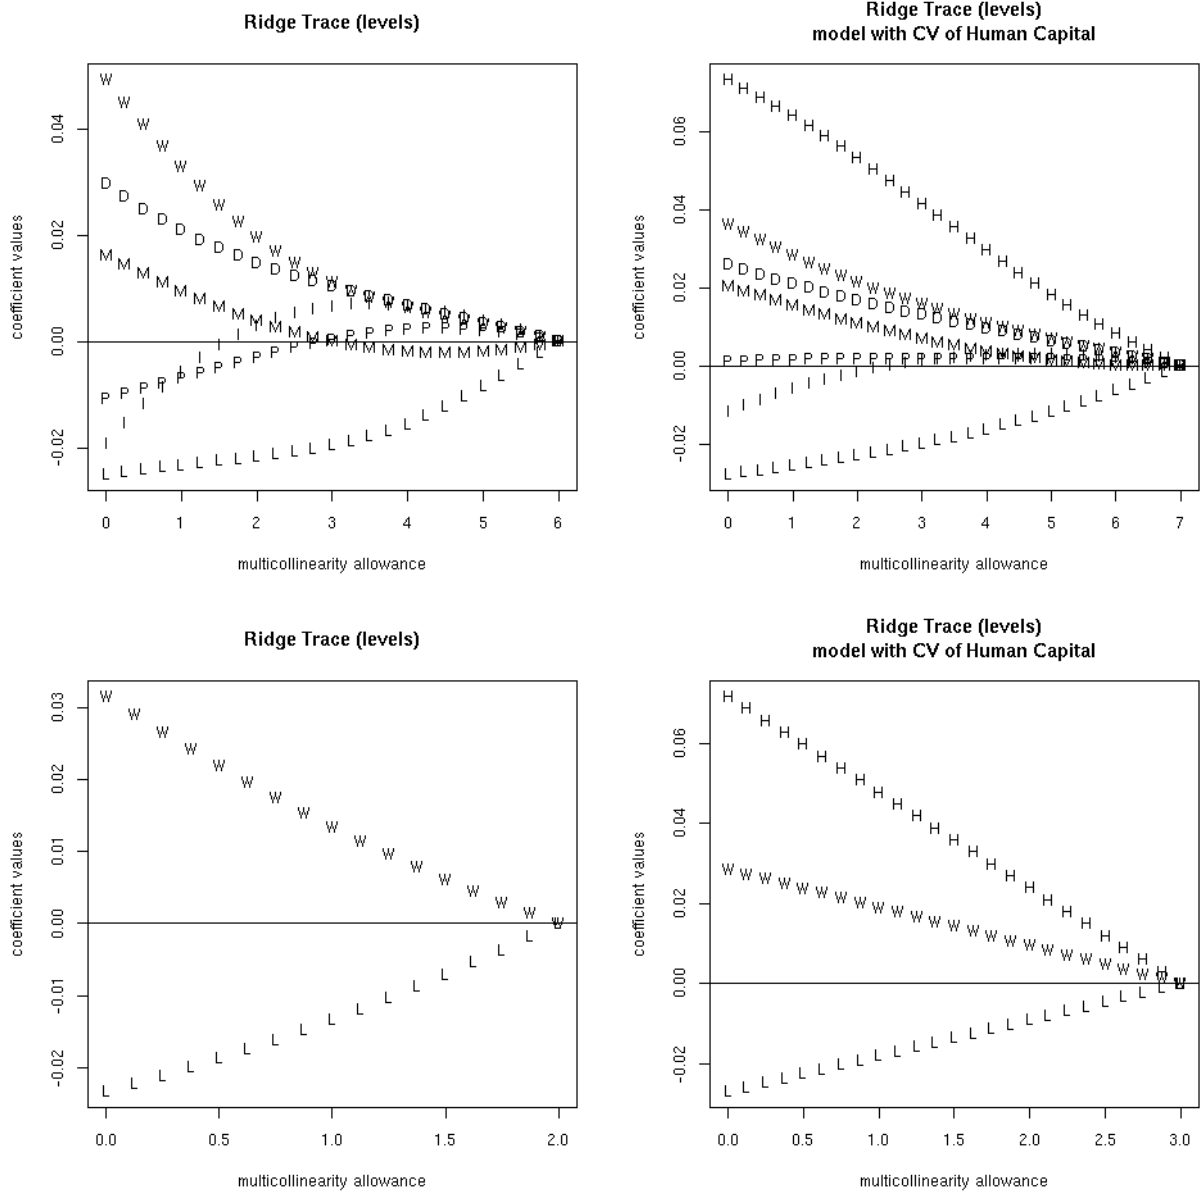 Ridge Trace (levels)
coefficient values
0.04
0.02
0.00
-0.02
0 1 2 3 4 5 6
multicollinearity allowance
Ridge Trace (levels)
model with CV of Human Capital
coefficient values
0.06
0.04
0.02
0.00
-0.02
0 1 2 3 4 5 6 7
multicollinearity allowance
Ridge Trace (levels)
coefficient values
0.03
0.02
0.01
0.00
-0.01
-0.02
0.0 0.5 1.0 1.5 2.0
multicollinearity allowance
Ridge Trace (levels)
model with CV of Human Capital
coefficient values
0.06
0.04
0.02
0.00
-0.02
0.0 0.5 1.0 1.5 2.0 2.5 3.0
multicollinearity allowance